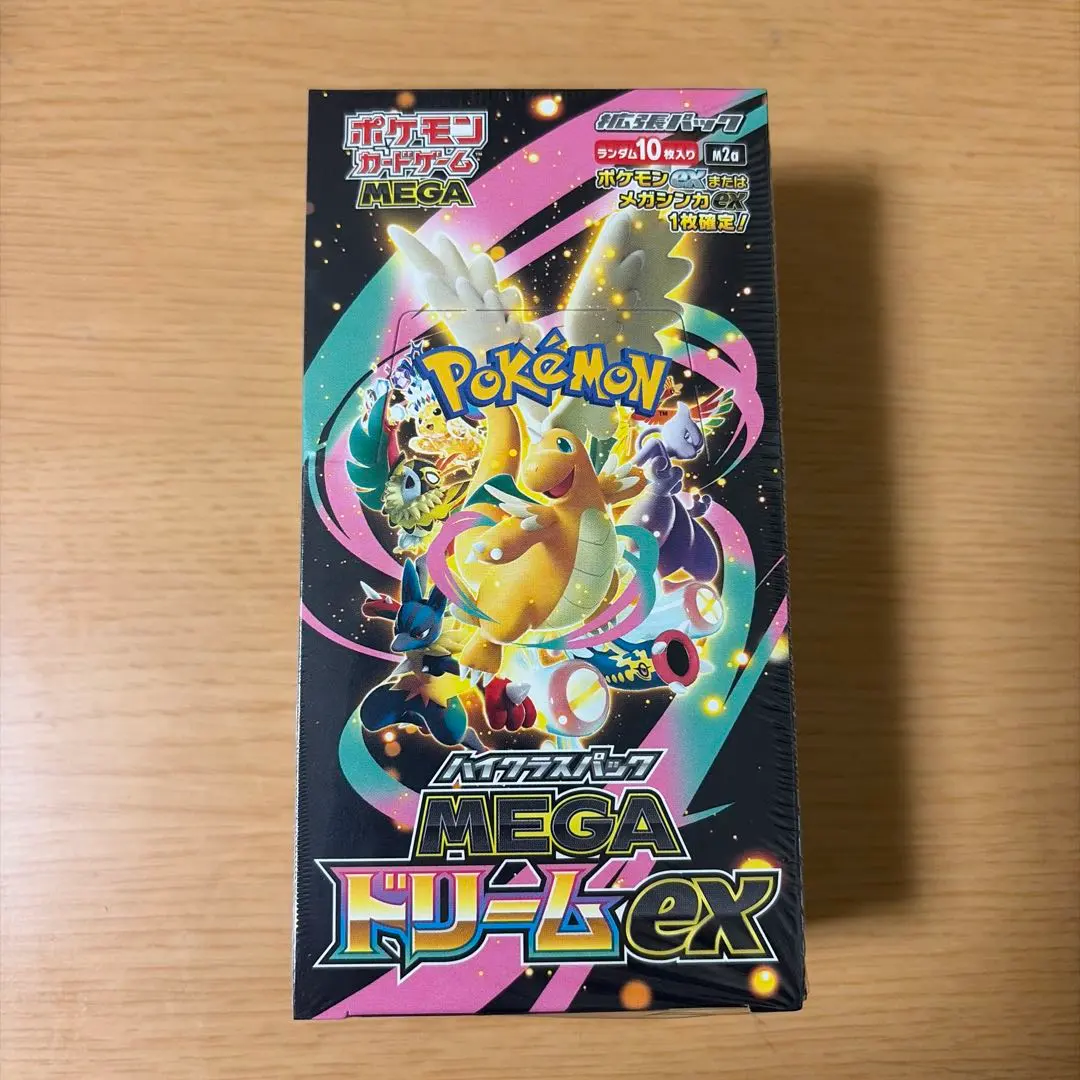 ポケモン
カードゲーム
MEGA
拡張パック
ランダム10枚入り M2a
ポケモンexまたは
メガシンカex
1枚確定!
POKéMON
ハイクラスパック
MEGA
ドリームex